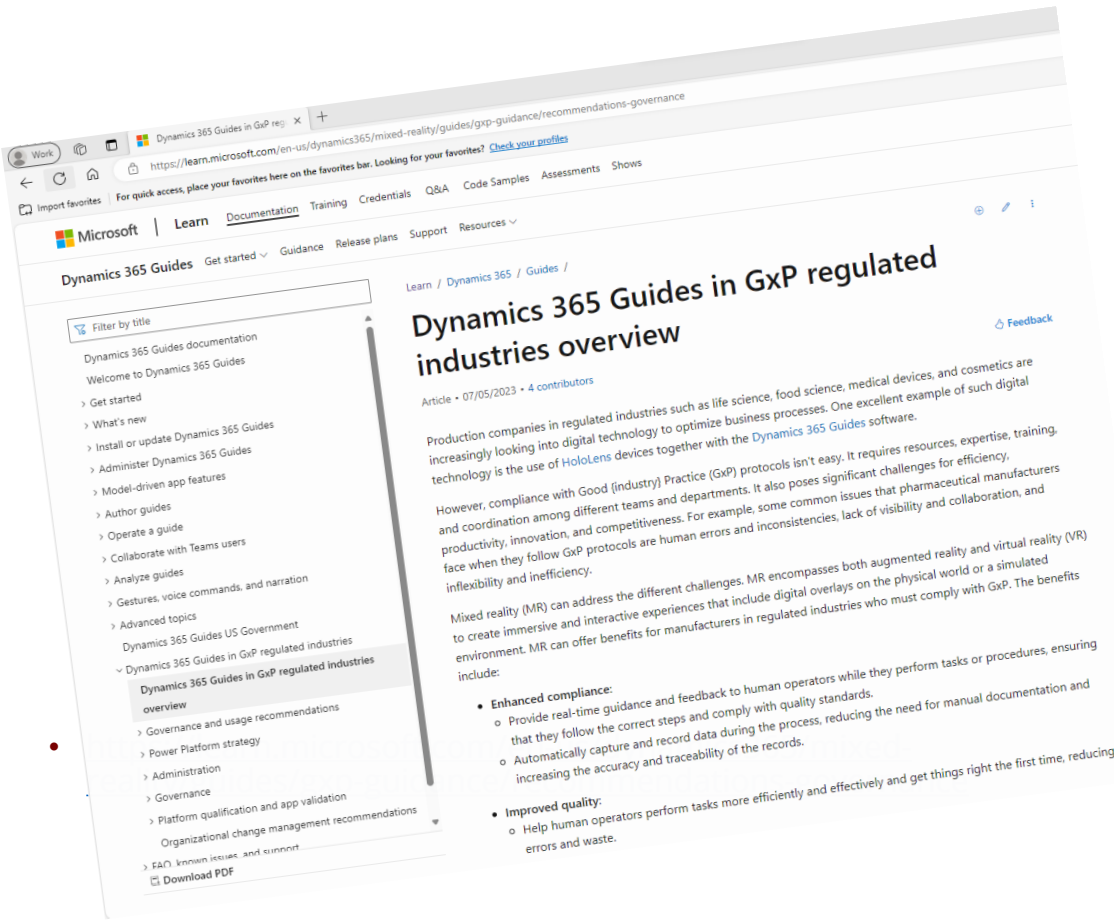 Work
Dynamics 365 Guides in GxP reg
https://learn.microsoft.com/en-us/dynamics365/mixed-reality/guides/gxp-guidance/recommendations-governance
Import favorites
For quick access, place your favorites here on the favorites bar. Looking for your favorites? Check your profiles
Microsoft
Learn
Documentation
Training
Credentials
Q&A
Code Samples
Assessments
Shows
Dynamics 365 Guides
Get started
Guidance
Release plans
Support
Resources
Filter by title
Dynamics 365 Guides documentation
Welcome to Dynamics 365 Guides
Get started
What's new
Install or update Dynamics 365 Guides
Administer Dynamics 365 Guides
Model-driven app features
Author guides
Operate a guide
Collaborate with Teams users
Analyze guides
Gestures, voice commands, and narration
Advanced topics
Dynamics 365 Guides US Government
Dynamics 365 Guides in GxP regulated industries
Dynamics 365 Guides in GxP regulated industries
overview
Governance and usage recommendations
Power Platform strategy
Administration
Governance
Platform qualification and app validation
Organizational change management recommendations
FAQ, known issues, and support
Download PDF
Learn / Dynamics 365 / Guides /
Dynamics 365 Guides in GxP regulated
industries overview
Article • 07/05/2023 • 4 contributors
Feedback
Production companies in regulated industries such as life science, food science, medical devices, and cosmetics are
increasingly looking into digital technology to optimize business processes. One excellent example of such digital
technology is the use of HoloLens devices together with the Dynamics 365 Guides software.
However, compliance with Good {industry} Practice (GxP) protocols isn't easy. It requires resources, expertise, training,
and coordination among different teams and departments. It also poses significant challenges for efficiency,
productivity, innovation, and competitiveness. For example, some common issues that pharmaceutical manufacturers
face when they follow GxP protocols are human errors and inconsistencies, lack of visibility and collaboration, and
inflexibility and inefficiency.
Mixed reality (MR) can address the different challenges. MR encompasses both augmented reality and virtual reality (VR)
to create immersive and interactive experiences that include digital overlays on the physical world or a simulated
environment. MR can offer benefits for manufacturers in regulated industries who must comply with GxP. The benefits
include:
• Enhanced compliance:
o Provide real-time guidance and feedback to human operators while they perform tasks or procedures, ensuring
that they follow the correct steps and comply with quality standards.
o Automatically capture and record data during the process, reducing the need for manual documentation and
increasing the accuracy and traceability of the records.
• Improved quality:
o Help human operators perform tasks more efficiently and effectively and get things right the first time, reducing
errors and waste.